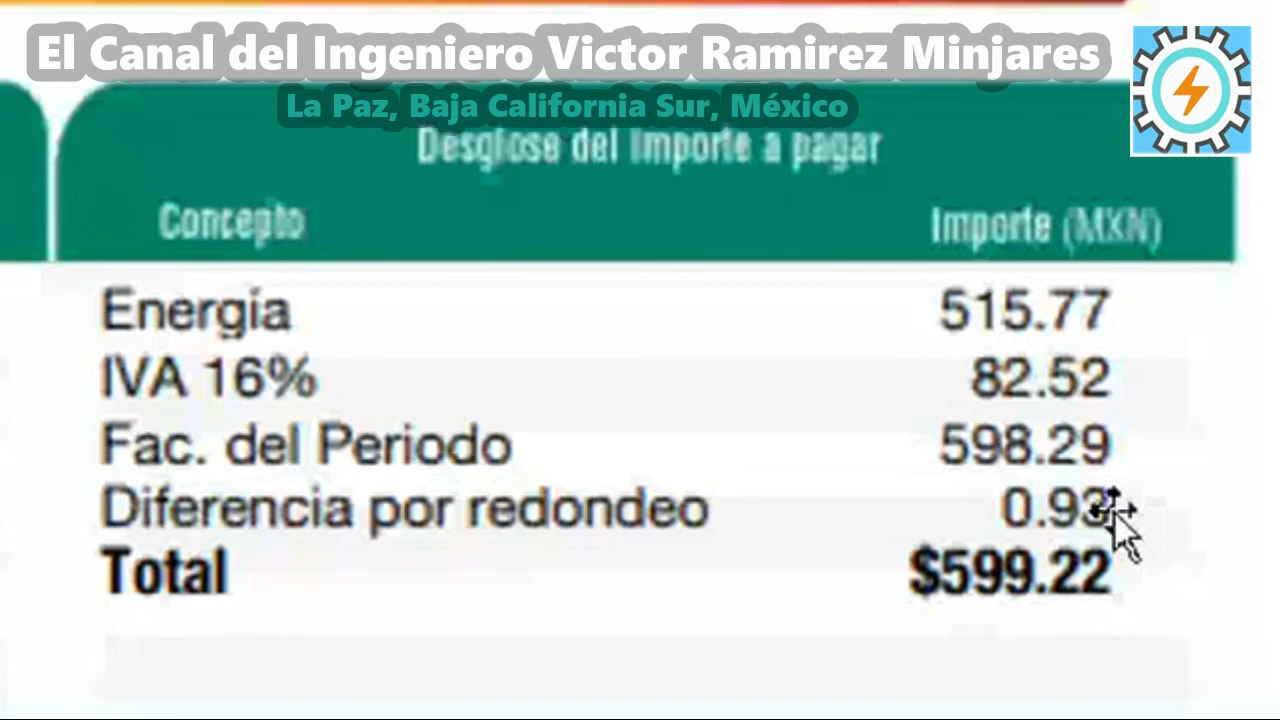 El Canal del Ingeniero Victor Ramirez Minjares
La Paz, Baja California Sur, México
Desglose del importe a pagar
Concepto Importe (MXN)
Energía 515.77
IVA 16% 82.52
Fac. del Periodo 598.29
Diferencia por redondeo 0.93
Total $599.22